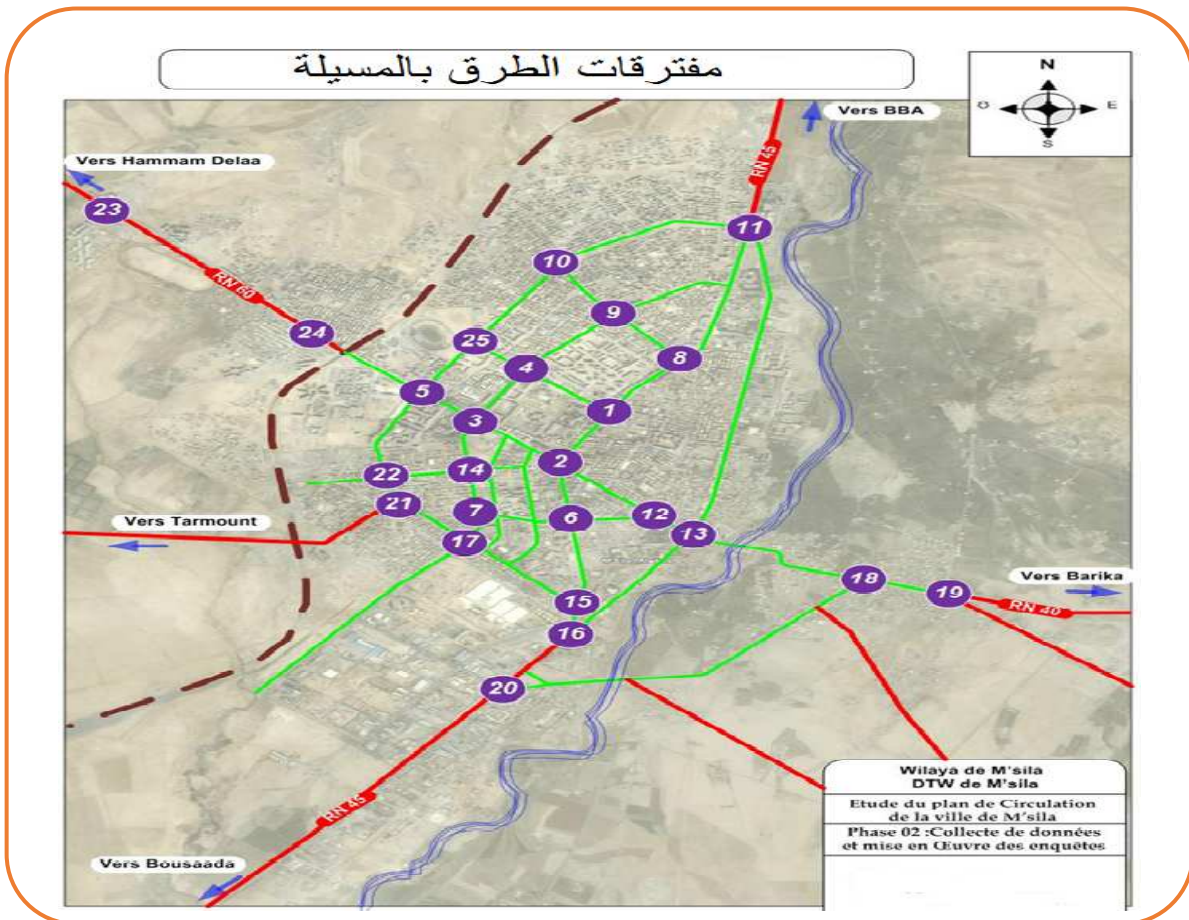 مفترقات الطرق بالمسيلة
N
O E
S
Vers BBA
Vers Hammam Delaa
RN 45
23
11
10
RN 60
9
24
25
8
4
5
1
3
2
14
22
21
7
12
6
Vers Tarmount
13
17
18
Vers Barika
19
15
RN 40
16
20
Wilaya de M'sila
DTW de M'sila
Etude du plan de Circulation
de la ville de M'sila
Phase 02 :Collecte de données
et mise en Œuvre des enquêtes
RN 45
Vers Bousaada